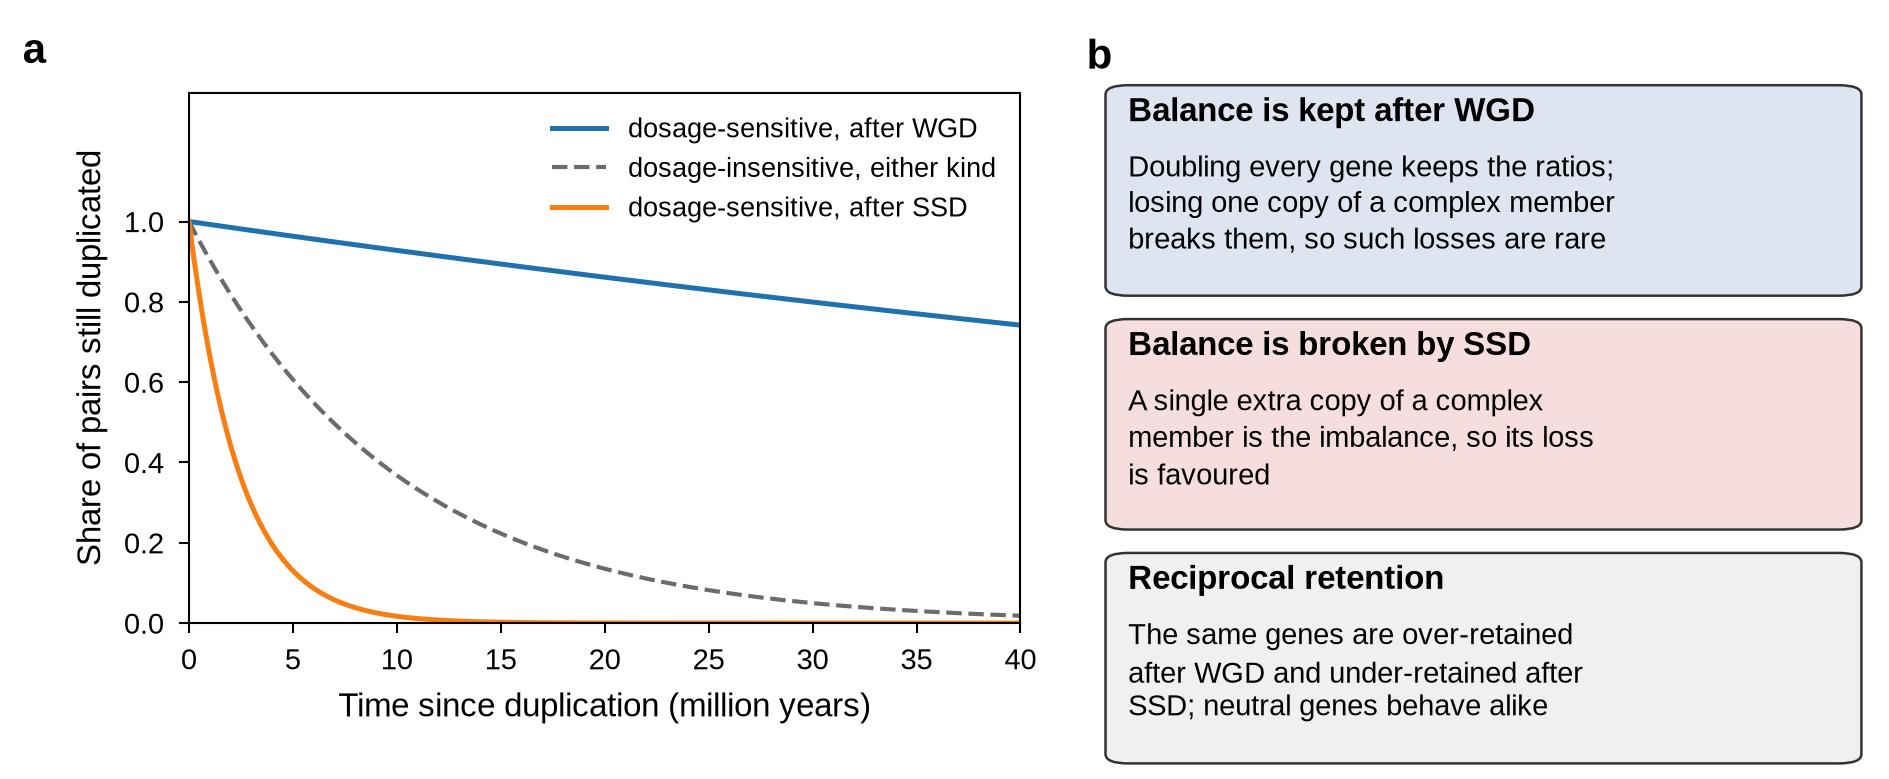 a
dosage-sensitive, after WGD
dosage-insensitive, either kind
dosage-sensitive, after SSD
Share of pairs still duplicated
1.0
0.8
0.6
0.4
0.2
0.0
0 5 10 15 20 25 30 35 40
Time since duplication (million years)
b
Balance is kept after WGD
Doubling every gene keeps the ratios;
losing one copy of a complex member
breaks them, so such losses are rare
Balance is broken by SSD
A single extra copy of a complex
member is the imbalance, so its loss
is favoured
Reciprocal retention
The same genes are over-retained
after WGD and under-retained after
SSD; neutral genes behave alike